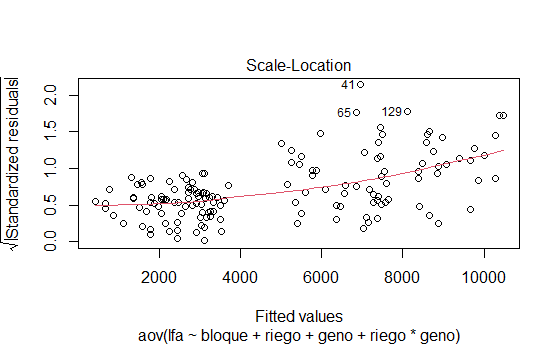 Scale-Location
√|Standardized residuals|
2.0
1.5
1.0
0.5
0.0
41
65
129
2000 4000 6000 8000 10000
Fitted values
aov(lfa ~ bloque + riego + geno + riego * geno)